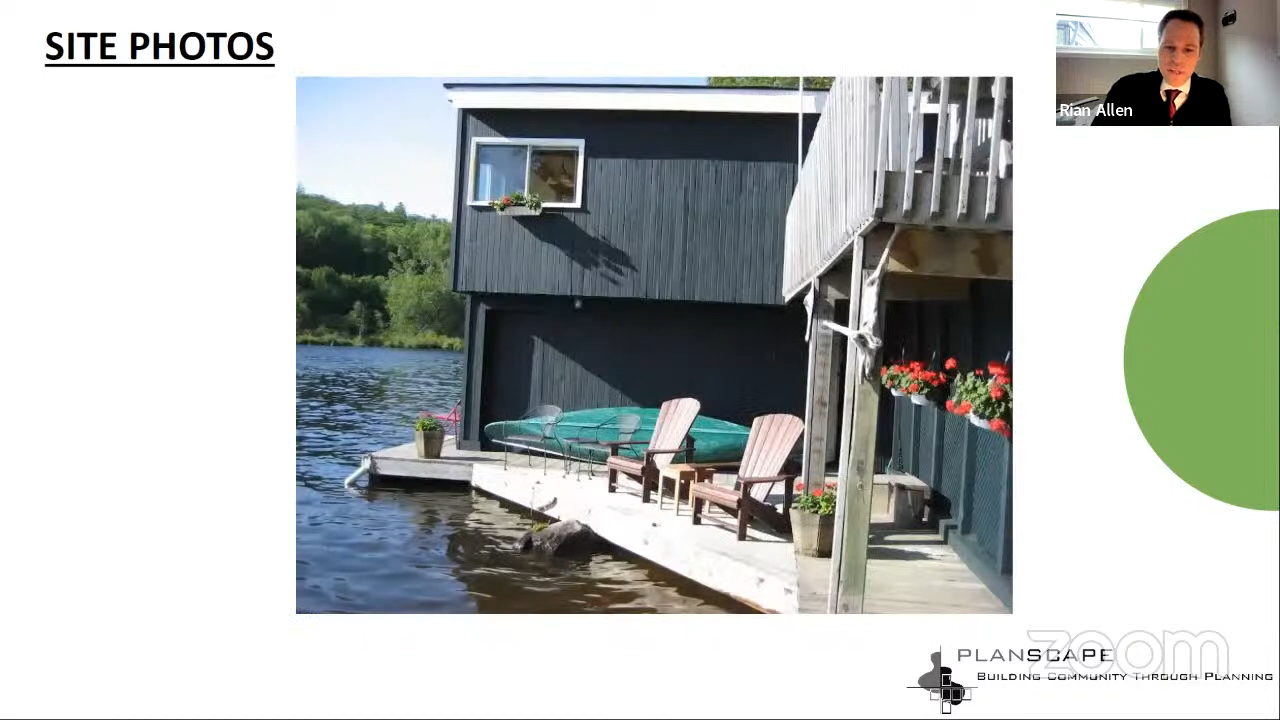 SITE PHOTOS
Rian Allen
zoom
PLANSCAPE
BUILDING COMMUNITY THROUGH PLANNING